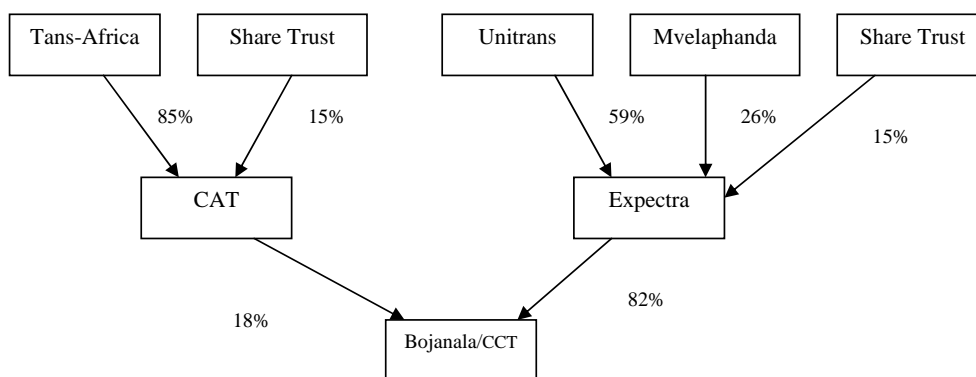 Tans-Africa
Share Trust
Unitrans
Mvelaphanda
Share Trust
85%
15%
59%
26%
15%
CAT
Expectra
18%
82%
Bojanala/CCT